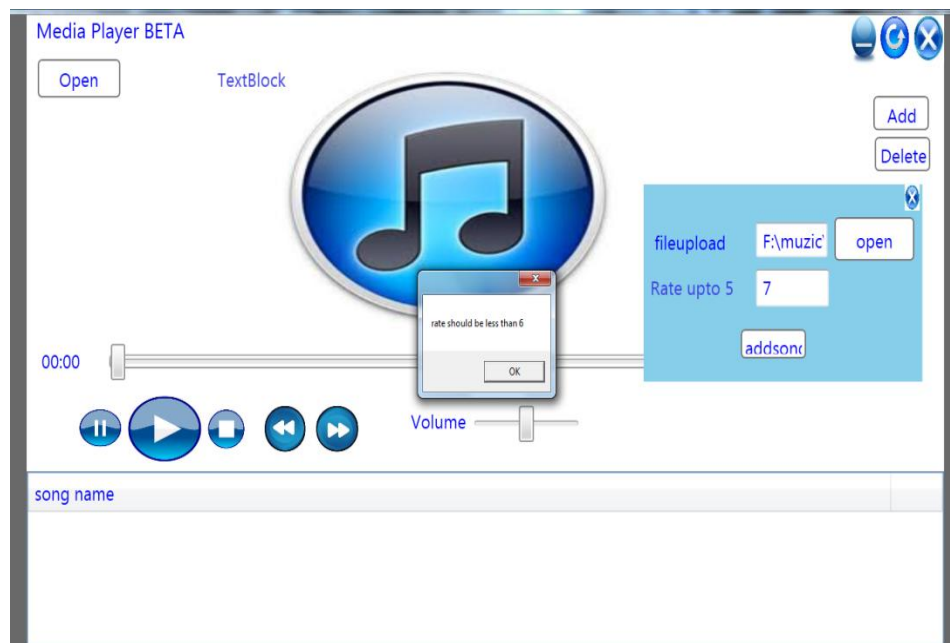 Media Player BETA
Open
TextBlock
Add
Delete
fileupload
F:\muzic\
open
Rate upto 5
7
addsong
rate should be less than 6
OK
00:00
Volume
song name